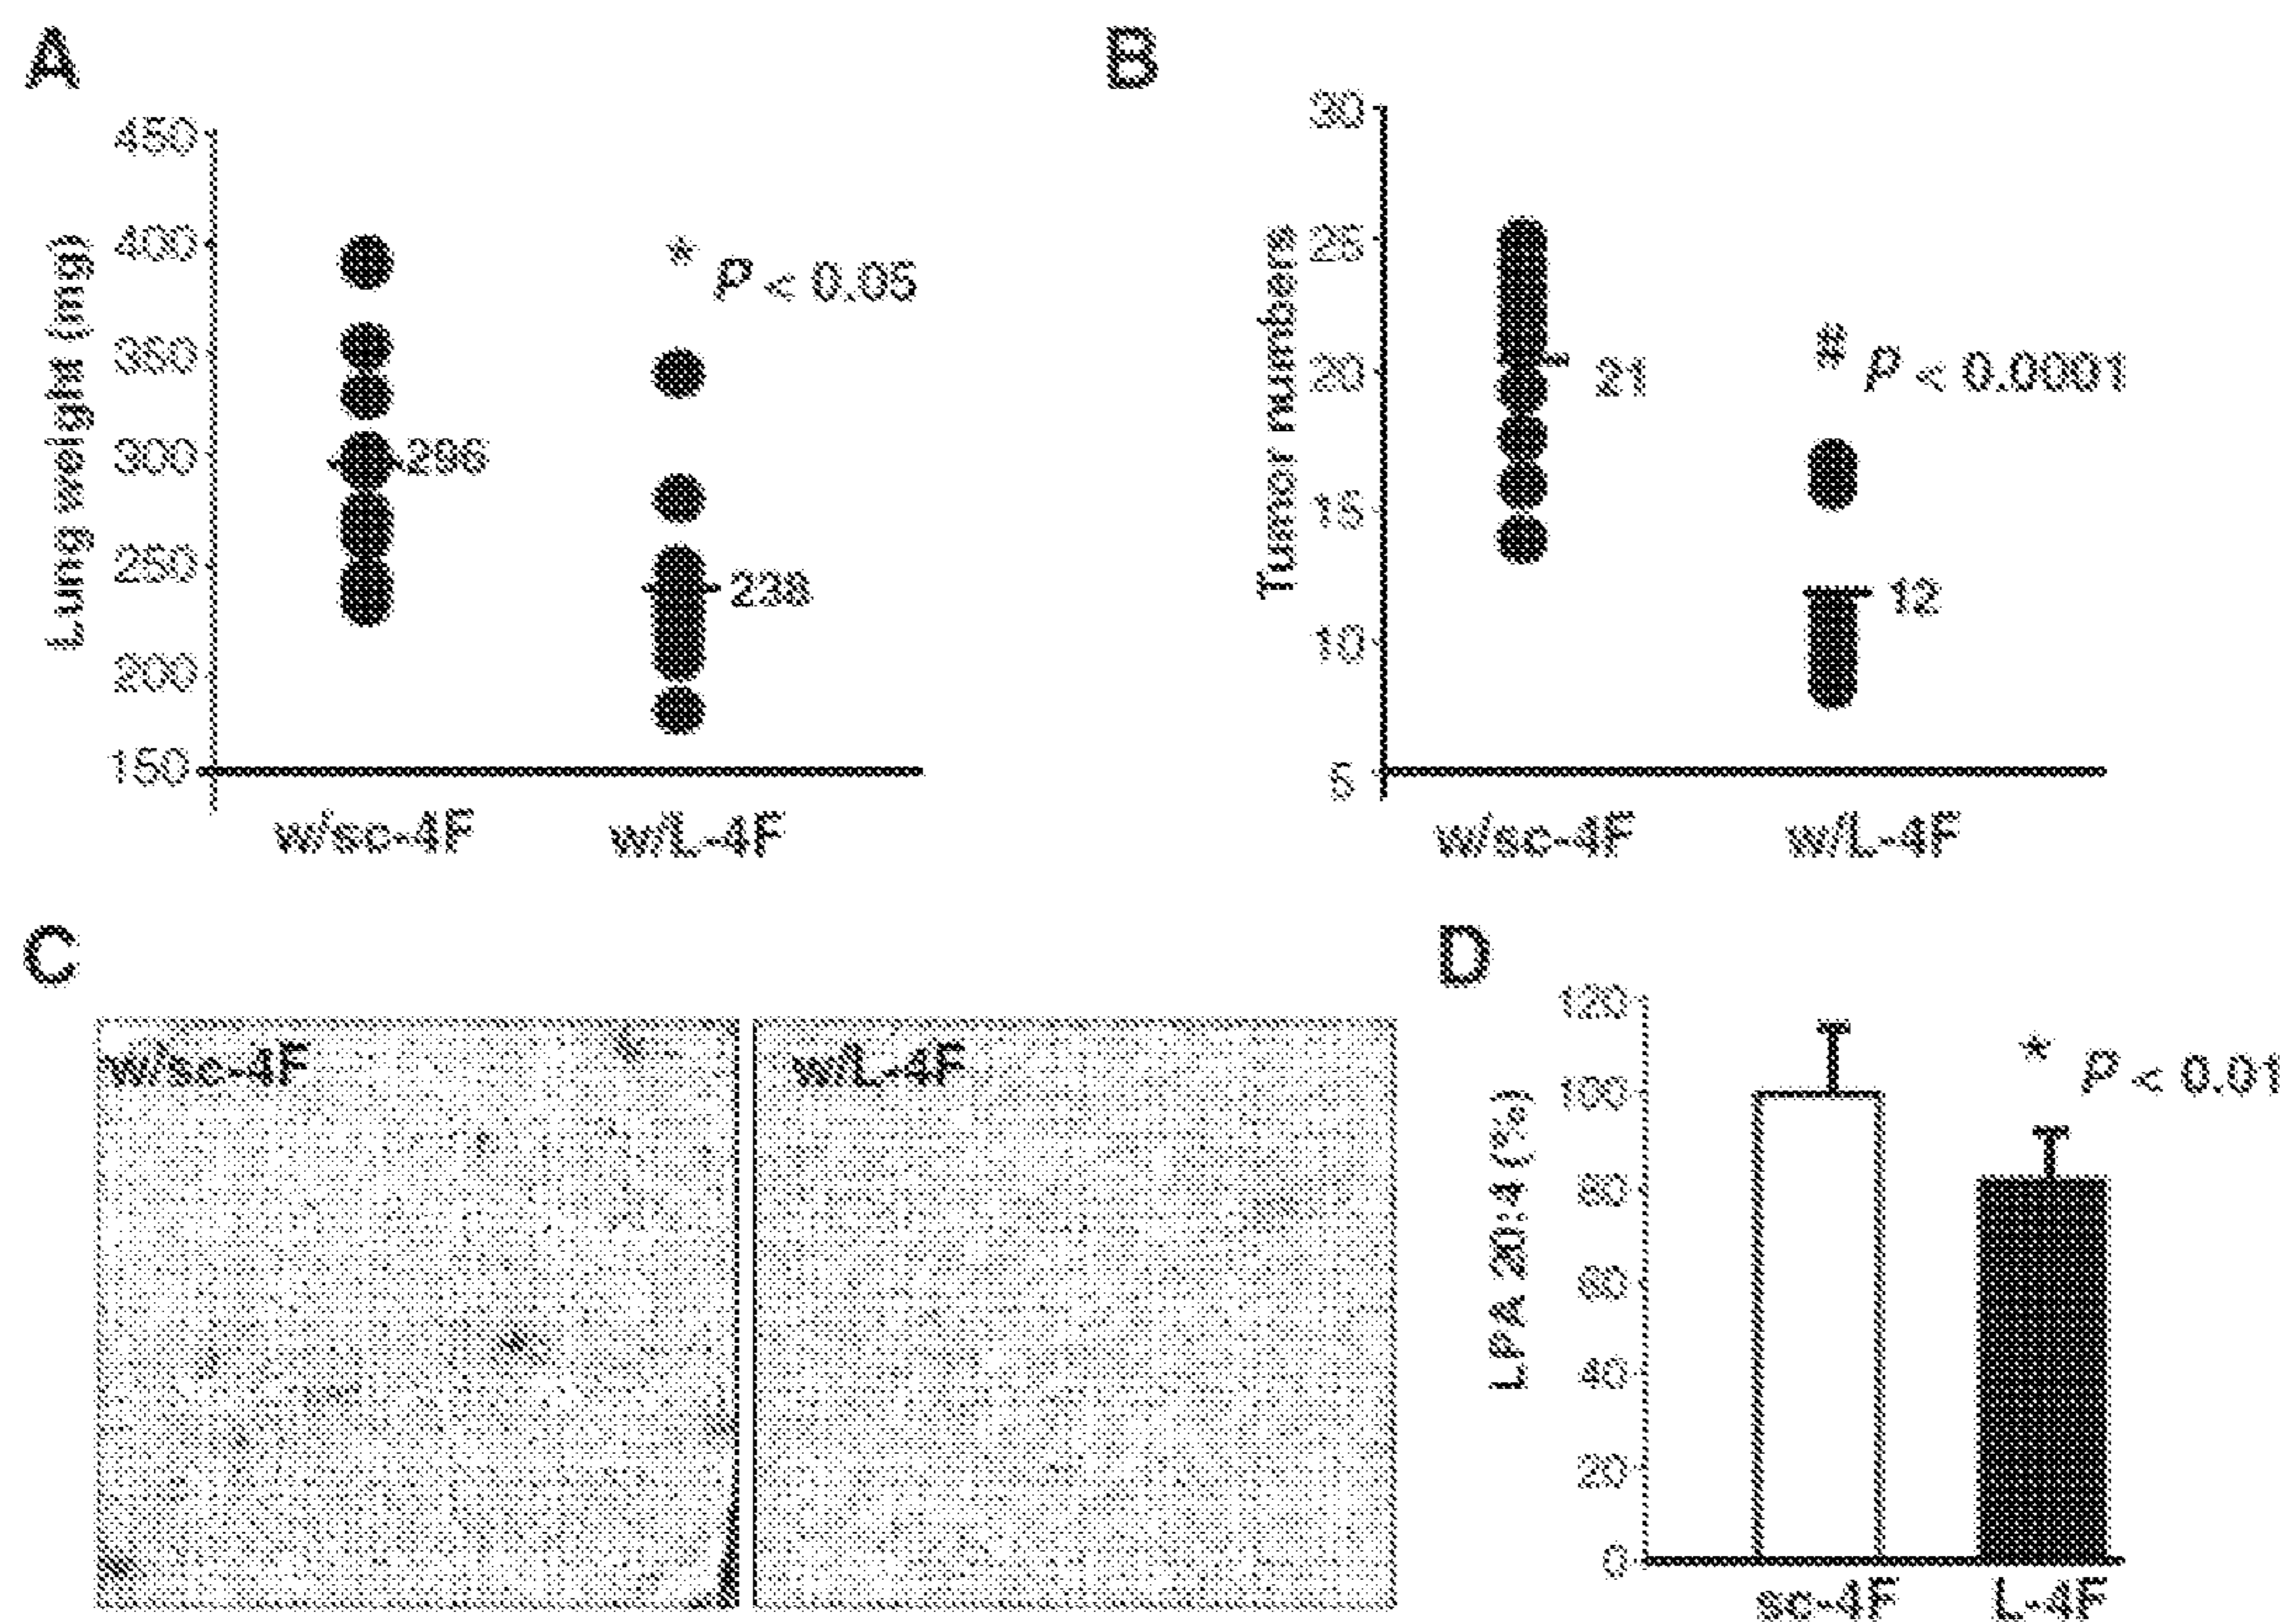 A
Lung weight (mg)
450
400
350
300
250
200
150
296
238
* P < 0.05
w/sc-4F
w/L-4F
B
Tumor numbers
30
25
20
15
10
5
21
12
# P < 0.0001
w/sc-4F
w/L-4F
C
w/sc-4F
w/L-4F
D
LPA 20:4 (%)
120
100
80
60
40
20
0
* P < 0.01
sc-4F
L-4F